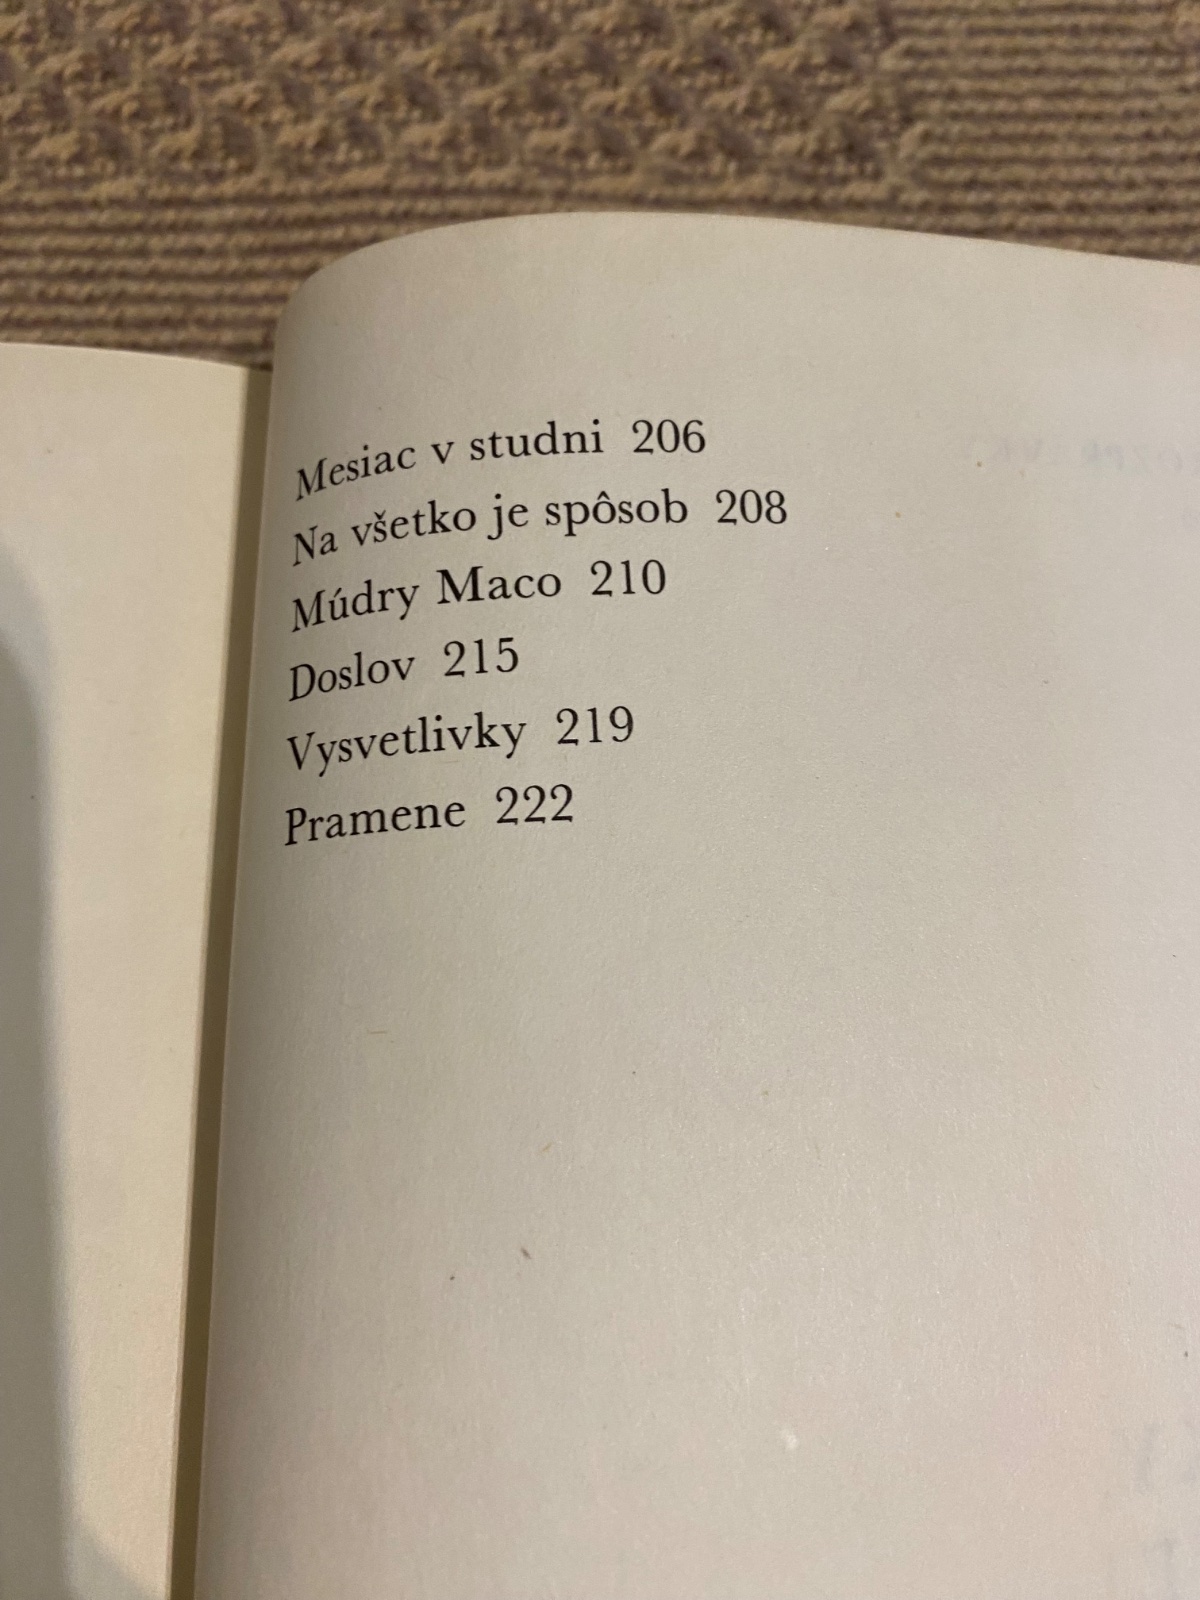 Mesiac v studni 206
Na všetko je spôsob 208
Múdry Maco 210
Doslov 215
Vysvetlivky 219
Pramene 222